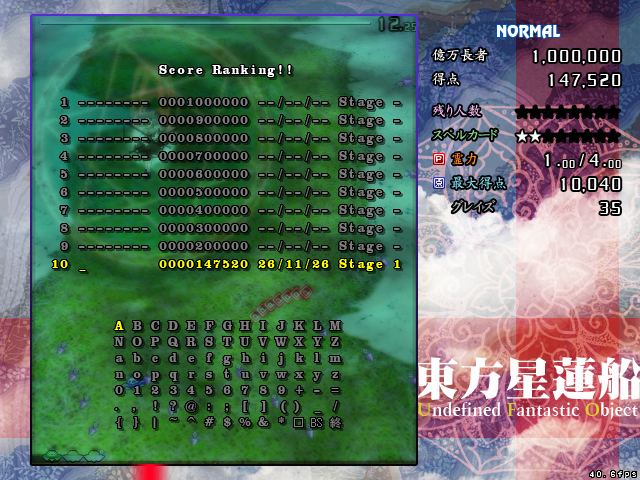 12.25
Score Ranking!!
1 -------- 0001000000 --/--/-- Stage -
2 -------- 0000900000 --/--/-- Stage -
3 -------- 0000800000 --/--/-- Stage -
4 -------- 0000700000 --/--/-- Stage -
5 -------- 0000600000 --/--/-- Stage -
6 -------- 0000500000 --/--/-- Stage -
7 -------- 0000400000 --/--/-- Stage -
8 -------- 0000300000 --/--/-- Stage -
9 -------- 0000200000 --/--/-- Stage -
10 _ 0000147520 26/11/26 Stage 1
A B C D E F G H I J K L M
N O P Q R S T U V W X Y Z
a b c d e f g h i j k l m
n o p q r s t u v w x y z
0 1 2 3 4 5 6 7 8 9 + - =
. , ! ? @ : ; [ ] ( ) _ /
{ } | ~ ^ # $ % & * □ BS 終
NORMAL
億万長者 1,000,000
得点 147,520
残り人数
スペルカード ★★
P 霊力 1.00/4.00
点 最大得点 10,040
グレイズ 35
東方星蓮船
Undefined Fantastic Object
40.6fps